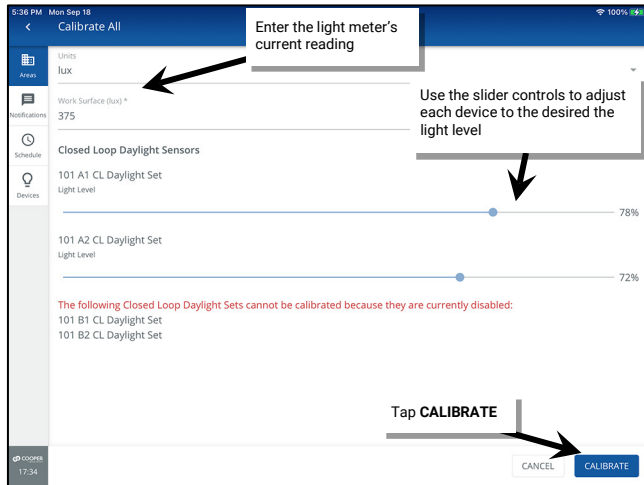 5:36 PM Mon Sep 18
100%
Calibrate All
Enter the light meter's
current reading
Areas
Units
lux
Work Surface (lux) *
375
Use the slider controls to adjust
each device to the desired the
light level
Notifications
Schedule
Devices
Closed Loop Daylight Sensors
101 A1 CL Daylight Set
Light Level
78%
101 A2 CL Daylight Set
Light Level
72%
The following Closed Loop Daylight Sets cannot be calibrated because they are currently disabled:
101 B1 CL Daylight Set
101 B2 CL Daylight Set
Tap CALIBRATE
COOPER
17:34
CANCEL
CALIBRATE